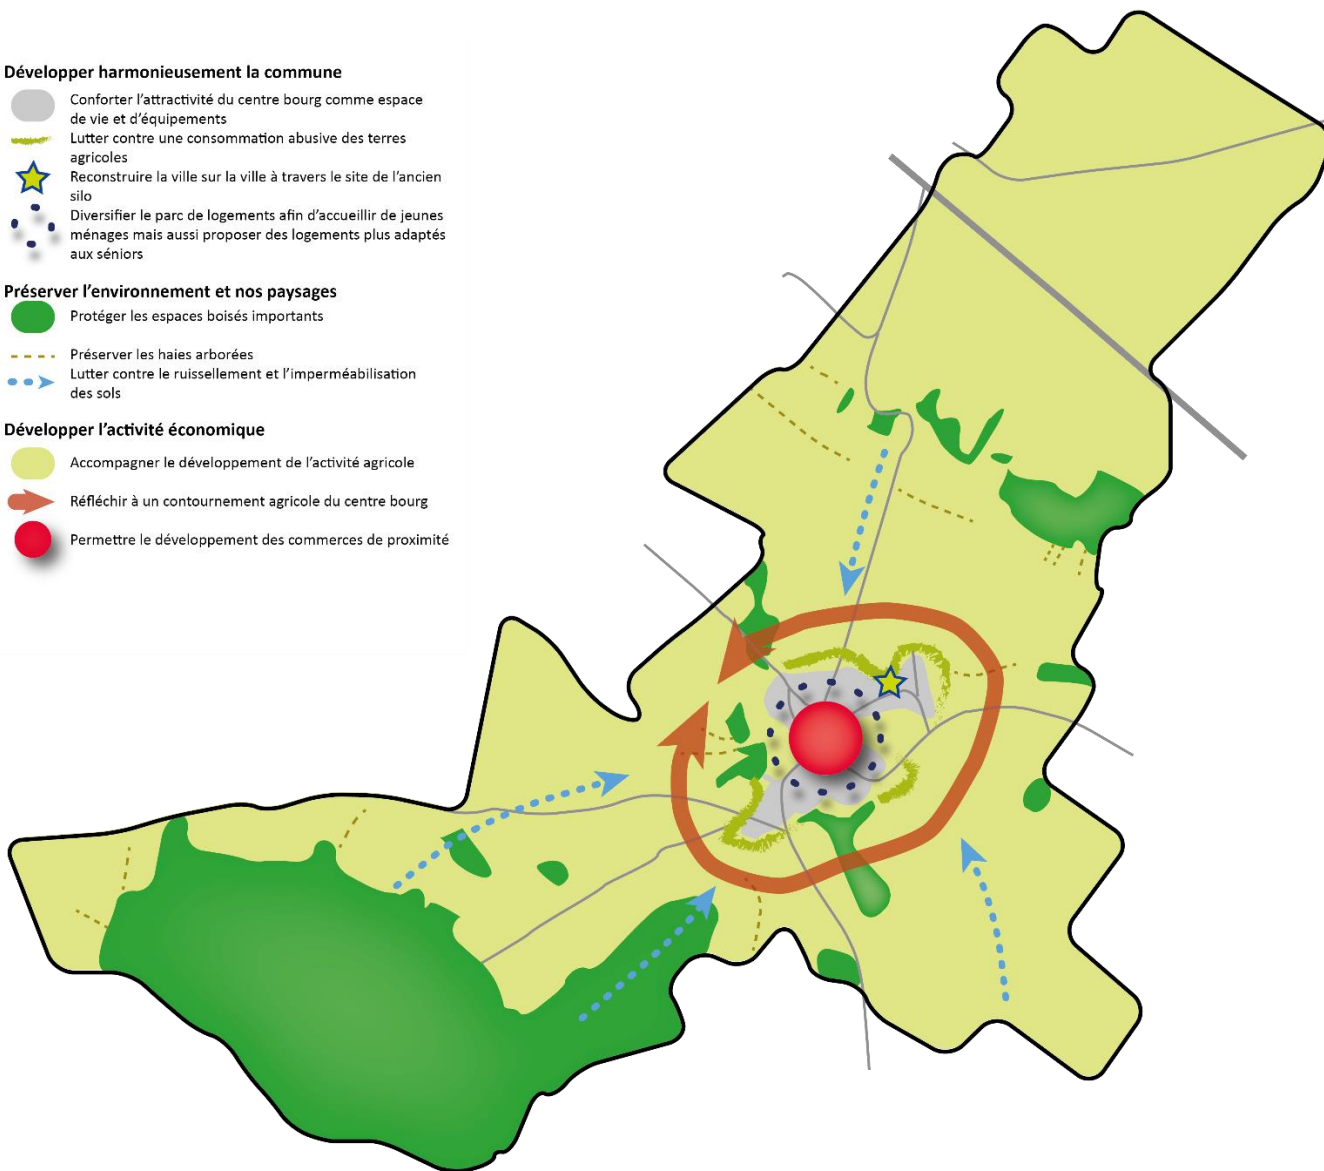 Développer harmonieusement la commune
Conforter l'attractivité du centre bourg comme espace
de vie et d'équipements
Lutter contre une consommation abusive des terres
agricoles
Reconstruire la ville sur la ville à travers le site de l'ancien
silo
Diversifier le parc de logements afin d'accueillir de jeunes
ménages mais aussi proposer des logements plus adaptés
aux séniors
Préserver l'environnement et nos paysages
Protéger les espaces boisés importants
Préserver les haies arborées
Lutter contre le ruissellement et l'imperméabilisation
des sols
Développer l'activité économique
Accompagner le développement de l'activité agricole
Réfléchir à un contournement agricole du centre bourg
Permettre le développement des commerces de proximité